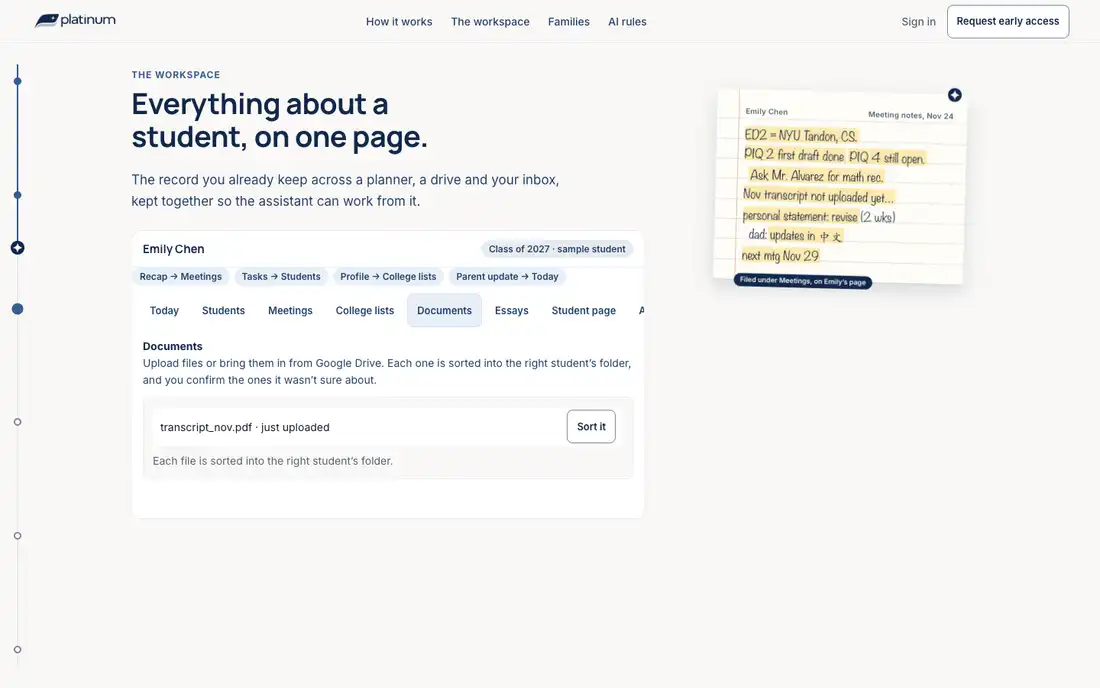 platinum
How it works
The workspace
Families
AI rules
Sign in
Request early access
THE WORKSPACE
Everything about a
student, on one page.
The record you already keep across a planner, a drive and your inbox,
kept together so the assistant can work from it.
Emily Chen
Class of 2027 · sample student
Recap → Meetings
Tasks → Students
Profile → College lists
Parent update → Today
Today
Students
Meetings
College lists
Documents
Essays
Student page
A
Documents
Upload files or bring them in from Google Drive. Each one is sorted into the right student’s folder,
and you confirm the ones it wasn’t sure about.
transcript_nov.pdf · just uploaded
Sort it
Each file is sorted into the right student’s folder.
Emily Chen
Meeting notes, Nov 24
ED2 = NYU Tandon, CS.
PIQ 2 first draft done PIQ 4 still open.
Ask Mr. Alvarez for math rec.
Nov transcript not uploaded yet...
personal statement: revise (2 wks)
dad: updates in 中文
next mtg Nov 29
Filed under Meetings, on Emily’s page